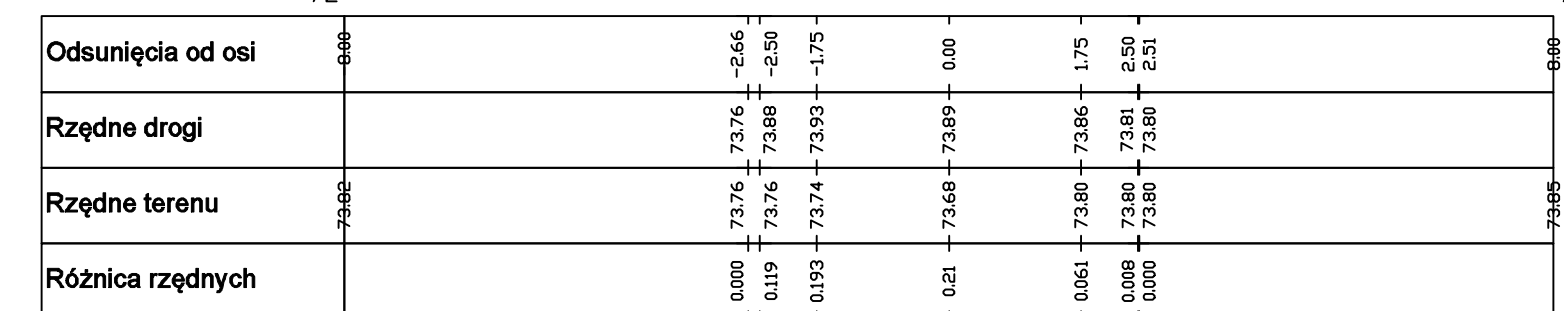 Odsunięcia od osi -8.00 -2.66 -2.50 -1.75 0.00 1.75 2.50 2.51 8.00
Rzędne drogi 73.76 73.88 73.93 73.89 73.86 73.81 73.80
Rzędne terenu 73.82 73.76 73.76 73.74 73.68 73.80 73.80 73.80 73.85
Różnica rzędnych 0.000 0.119 0.193 0.21 0.061 0.008 0.000